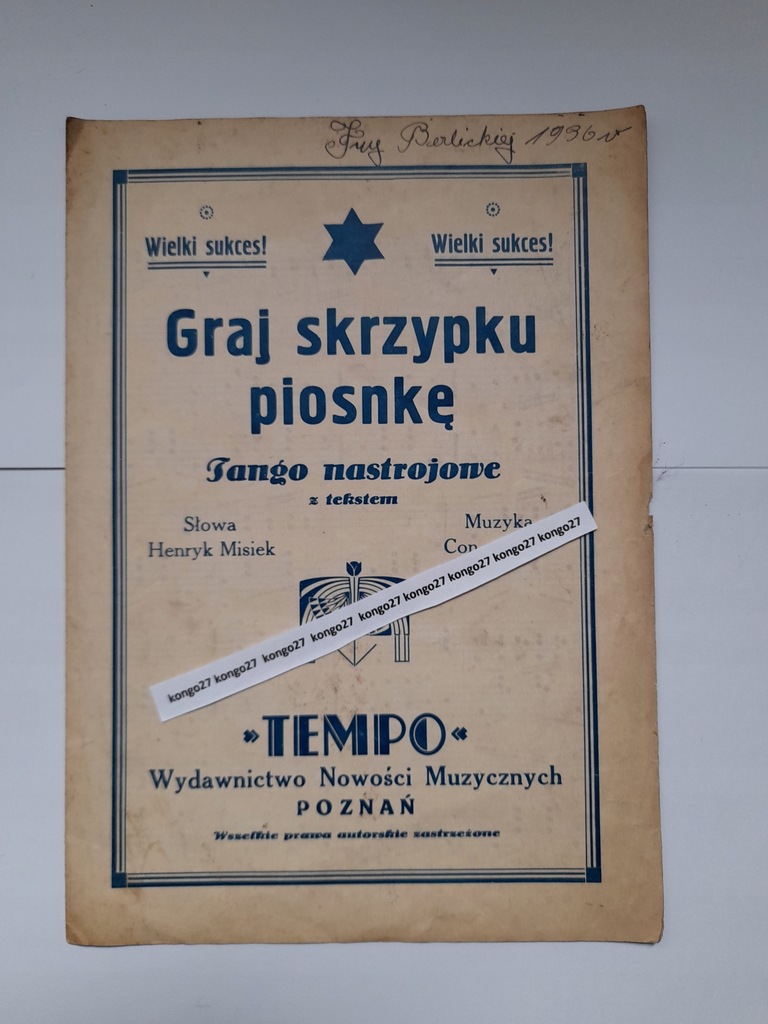 Berlickiej 1936 r
Wielki sukces! Wielki sukces!
Graj skrzypku
piosnkę
Tango nastrojowe
z tekstem
Słowa Muzyka
Henryk Misiek
kongo27 kongo27 kongo27 kongo27 kongo27 kongo27 kongo27 kongo27
»TEMPO«
Wydawnictwo Nowości Muzycznych
POZNAŃ
Wszelkie prawa autorskie zastrzeżone